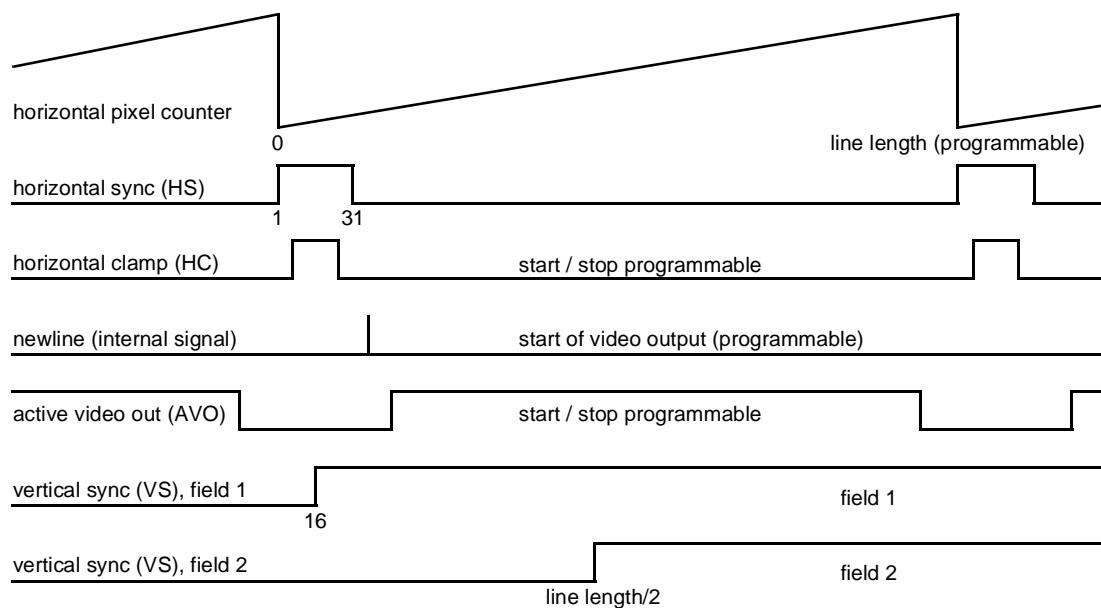 horizontal pixel counter
0
line length (programmable)
horizontal sync (HS)
1
31
horizontal clamp (HC)
start / stop programmable
newline (internal signal)
start of video output (programmable)
active video out (AVO)
start / stop programmable
vertical sync (VS), field 1
field 1
16
vertical sync (VS), field 2
field 2
line length/2